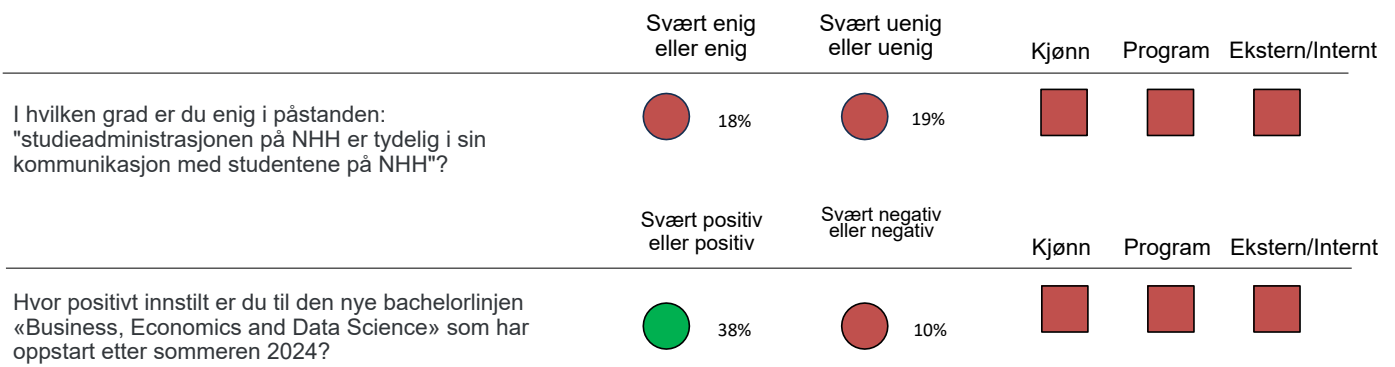 Svært enig
eller enig
Svært uenig
eller uenig
Kjønn Program Ekstern/Internt
I hvilken grad er du enig i påstanden:
"studieadministrasjonen på NHH er tydelig i sin
kommunikasjon med studentene på NHH"?
18% 19%
Svært positiv
eller positiv
Svært negativ
eller negativ
Kjønn Program Ekstern/Internt
Hvor positivt innstilt er du til den nye bachelorlinjen
«Business, Economics and Data Science» som har
oppstart etter sommeren 2024?
38% 10%